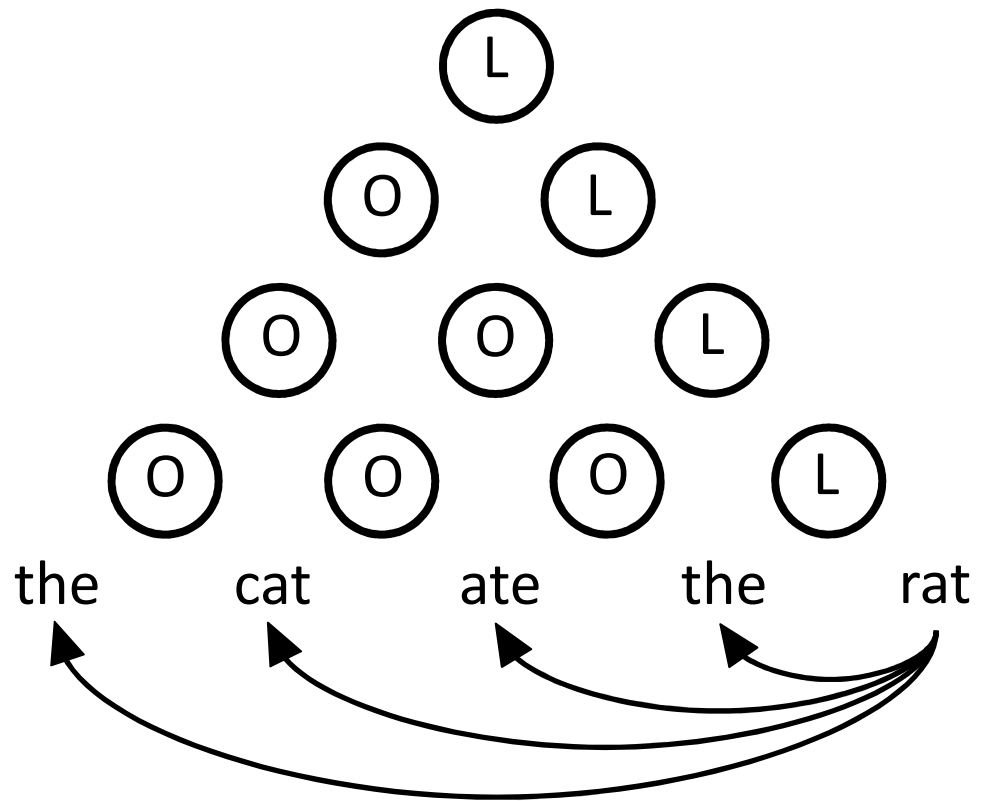 L
O L
O O L
O O O L
the cat ate the rat